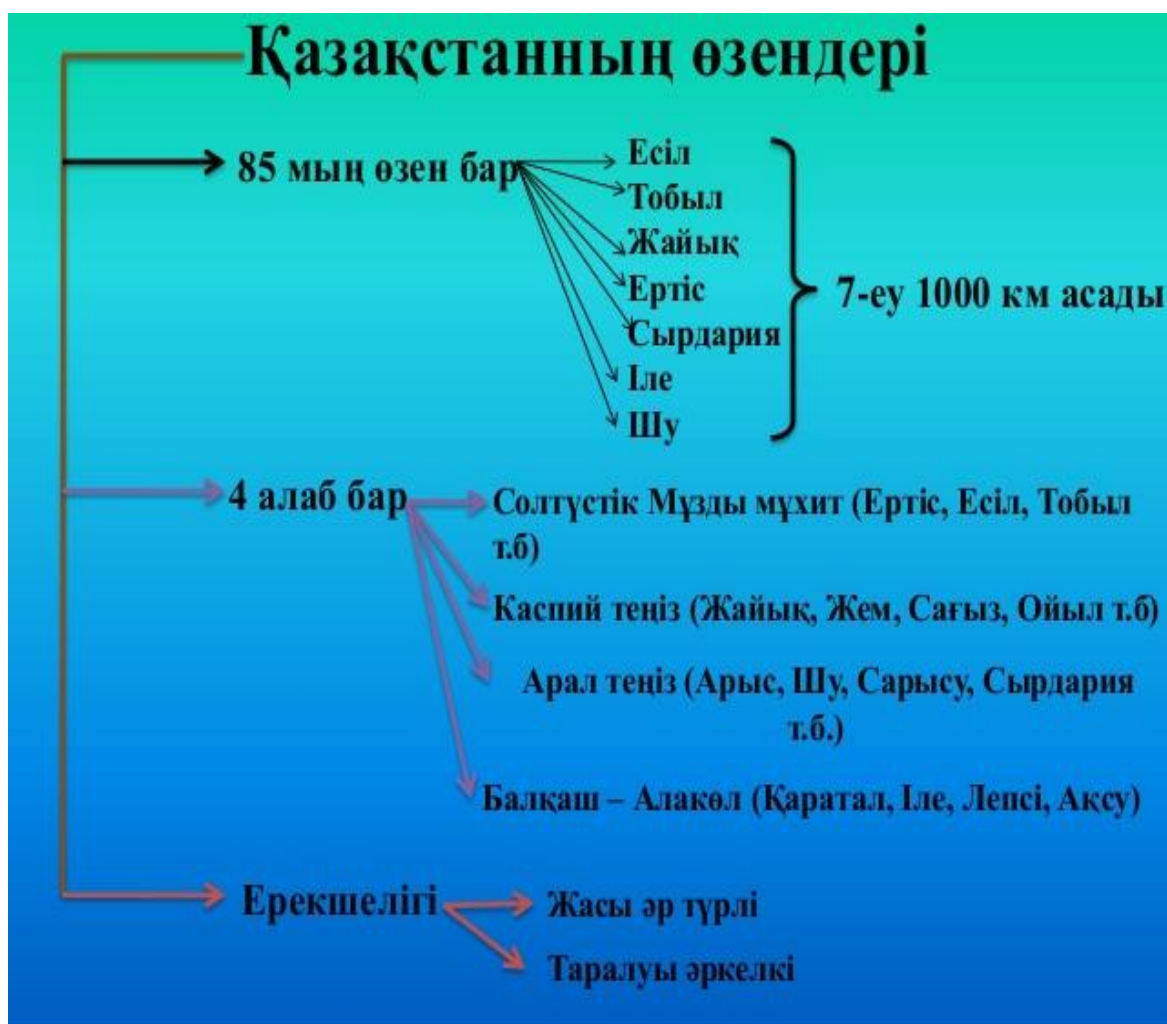 Қазақстанның өзендері
85 мың өзен бар
Есіл
Тобыл
Жайық
Ертіс
Сырдария
Іле
Шу
7-еу 1000 км асады
4 алаб бар
Солтүстік Мұзды мұхит (Ертіс, Есіл, Тобыл
т.б)
Каспий теңіз (Жайық, Жем, Сағыз, Ойыл т.б)
Арал теңіз (Арыс, Шу, Сарысу, Сырдария
т.б.)
Балқаш – Алакөл (Қаратал, Іле, Лепсі, Ақсу)
Ерекшелігі
Жасы әр түрлі
Таралуы әркелкі